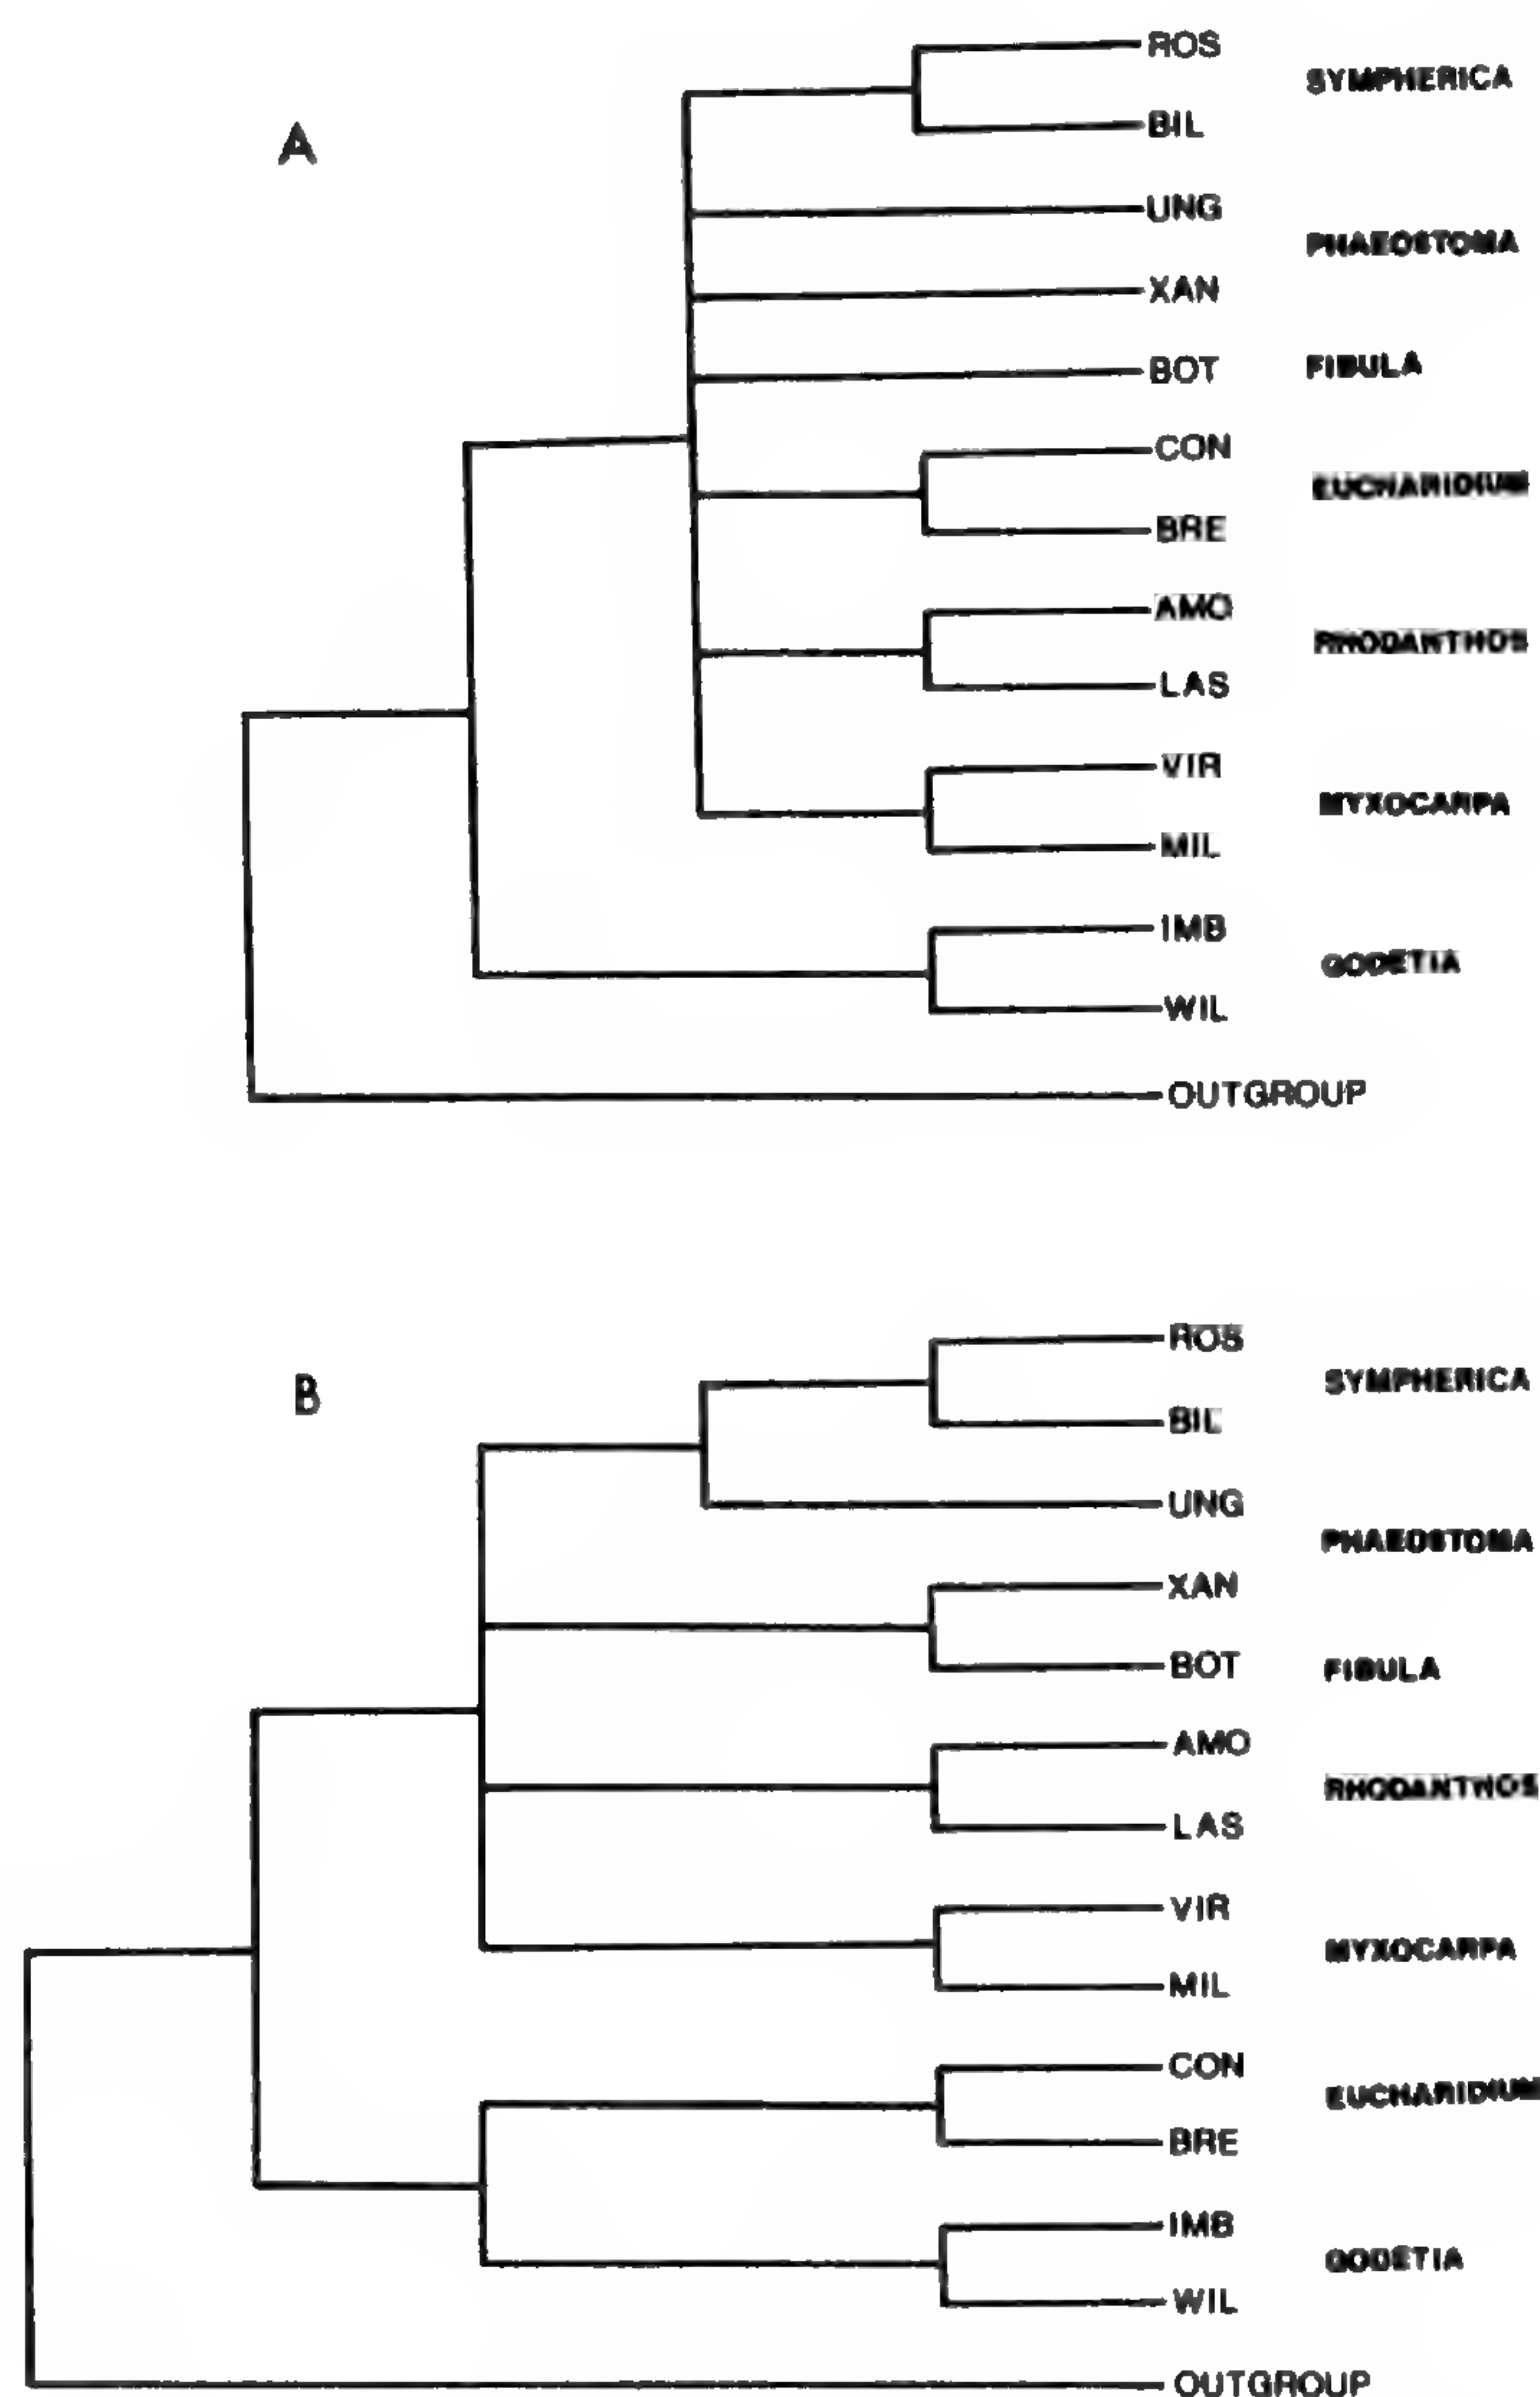 A
ROS
SYMPHERICA
BIL
UNG
PHAEOSTOMA
XAN
BOT FIBULA
CON
EUCHARIDIUM
BRE
AMO
RHODANTHOS
LAS
VIR
MYXOCARPA
MIL
IMB
GODETIA
WIL
OUTGROUP
B
ROS
SYMPHERICA
BIL
UNG
PHAEOSTOMA
XAN
BOT FIBULA
AMO
RHODANTHOS
LAS
VIR
MYXOCARPA
MIL
CON
EUCHARIDIUM
BRE
IMB
GODETIA
WIL
OUTGROUP